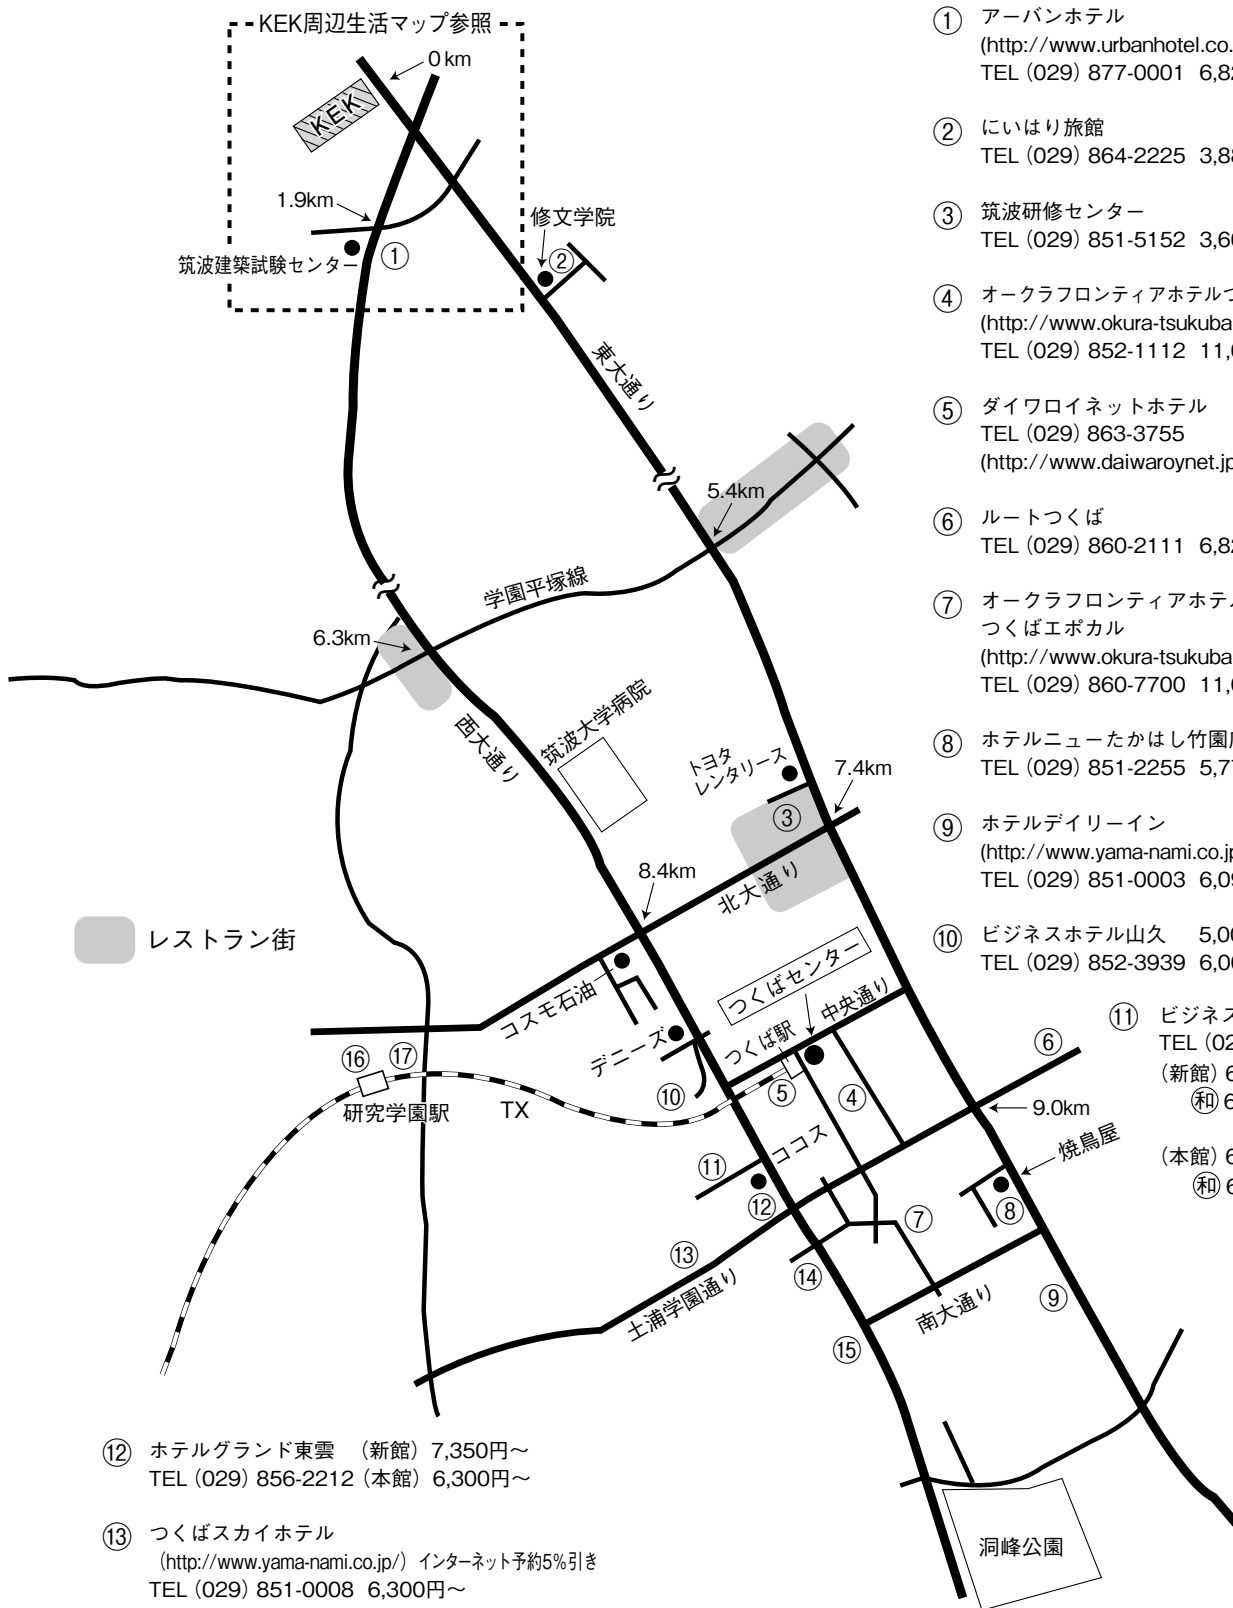 KEK周辺生活マップ参照
0 km
KEK
1.9km
修文学院
②
筑波建築試験センター
①
東大通り
5.4km
学園平塚線
6.3km
西大通り
筑波大学病院
トヨタ
レンタリース
7.4km
③
8.4km
北大通り
レストラン街
つくばセンター
コスモ石油
中央通り
デニーズ
つくば駅
⑥
⑯
⑰
⑩
⑤
④
研究学園駅
TX
9.0km
ココス
焼鳥屋
⑪
⑫
⑧
⑦
⑬
⑭
土浦学園通り
南大通り
⑨
⑮
洞峰公園
① アーバンホテル
(http://www.urbanhotel.co.
TEL (029) 877-0001 6,82
② にいはり旅館
TEL (029) 864-2225 3,88
③ 筑波研修センター
TEL (029) 851-5152 3,60
④ オークラフロンティアホテルつ
(http://www.okura-tsukuba
TEL (029) 852-1112 11,0
⑤ ダイワロイネットホテル
TEL (029) 863-3755
(http://www.daiwaroynet.jp
⑥ ルートつくば
TEL (029) 860-2111 6,82
⑦ オークラフロンティアホテル
つくばエポカル
(http://www.okura-tsukuba
TEL (029) 860-7700 11,0
⑧ ホテルニューたかはし竹園店
TEL (029) 851-2255 5,77
⑨ ホテルデイリーイン
(http://www.yama-nami.co.jp
TEL (029) 851-0003 6,09
⑩ ビジネスホテル山久 5,00
TEL (029) 852-3939 6,00
⑪ ビジネス
TEL (02
(新館) 6
㊐ 6
(本館) 6
㊐ 6
⑫ ホテルグランド東雲 (新館) 7,350円～
TEL (029) 856-2212 (本館) 6,300円～
⑬ つくばスカイホテル
(http://www.yama-nami.co.jp/) インターネット予約5%引き
TEL (029) 851-0008 6,300円～